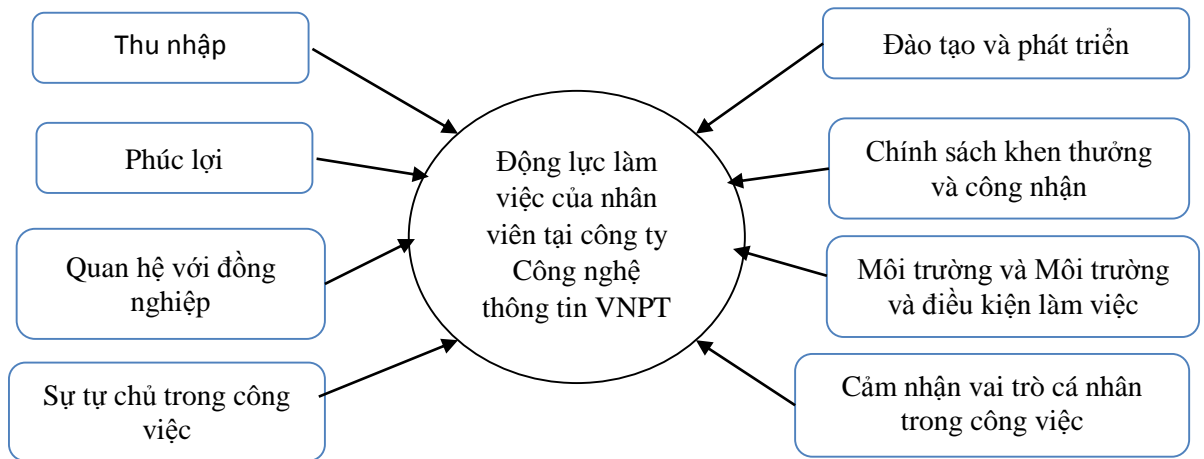 Thu nhập
Phúc lợi
Quan hệ với đồng
nghiệp
Sự tự chủ trong công
việc
Động lực làm
việc của nhân
viên tại công ty
Công nghệ
thông tin VNPT
Đào tạo và phát triển
Chính sách khen thưởng
và công nhận
Môi trường và Môi trường
và điều kiện làm việc
Cảm nhận vai trò cá nhân
trong công việc